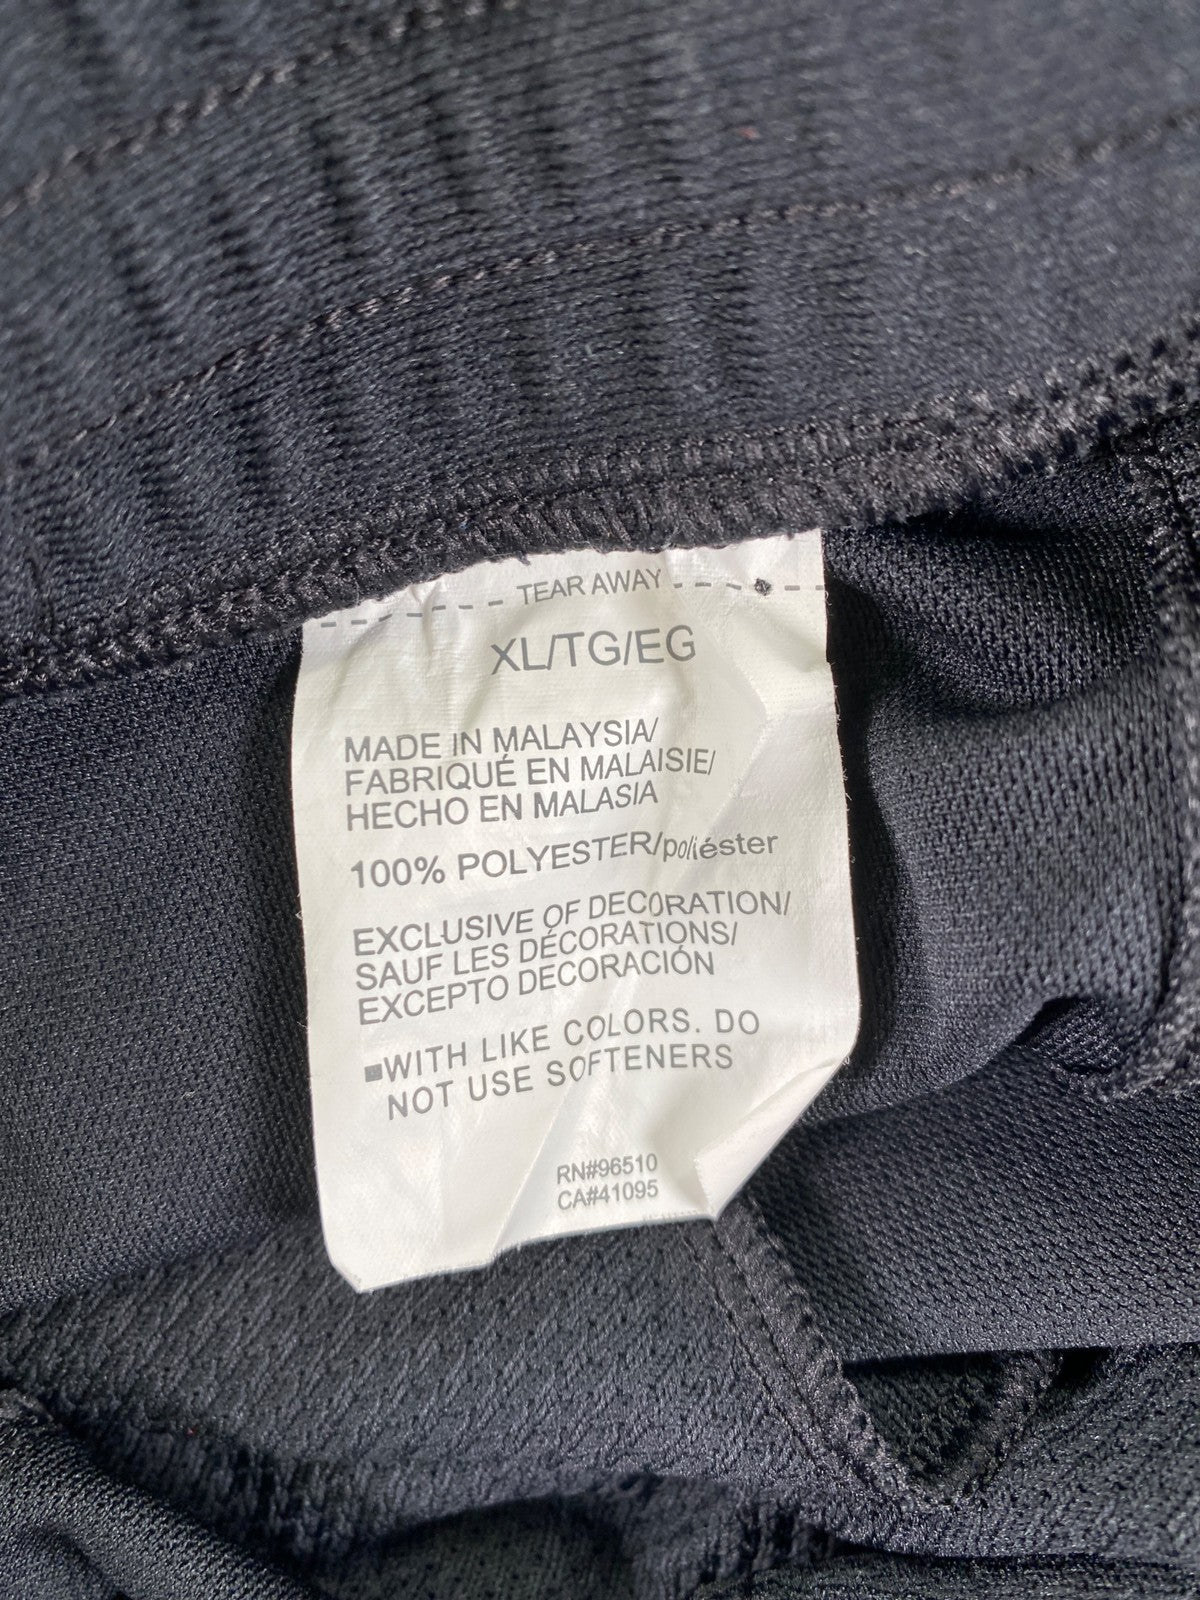 TEAR AWAY
XL/TG/EG
MADE IN MALAYSIA/
FABRIQUÉ EN MALAISIE/
HECHO EN MALASIA
100% POLYESTER/poliéster
EXCLUSIVE OF DECORATION/
SAUF LES DÉCORATIONS/
EXCEPTO DECORACIÓN
■WITH LIKE COLORS. DO
NOT USE SOFTENERS
RN#96510
CA#41095